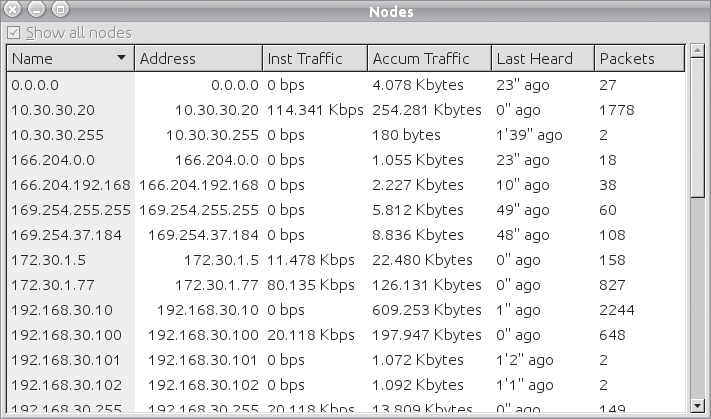 Nodes
Show all nodes
Name Address Inst Traffic Accum Traffic Last Heard Packets
0.0.0.0 0.0.0.0 0 bps 4.078 Kbytes 23" ago 27
10.30.30.20 10.30.30.20 114.341 Kbps 254.281 Kbytes 0" ago 1778
10.30.30.255 10.30.30.255 0 bps 180 bytes 1'39" ago 2
166.204.0.0 166.204.0.0 0 bps 1.055 Kbytes 23" ago 18
166.204.192.168 166.204.192.168 0 bps 2.227 Kbytes 10" ago 38
169.254.255.255 169.254.255.255 0 bps 5.812 Kbytes 49" ago 60
169.254.37.184 169.254.37.184 0 bps 8.836 Kbytes 48" ago 108
172.30.1.5 172.30.1.5 11.478 Kbps 22.480 Kbytes 0" ago 158
172.30.1.77 172.30.1.77 80.135 Kbps 126.131 Kbytes 0" ago 827
192.168.30.10 192.168.30.10 0 bps 609.253 Kbytes 1" ago 2244
192.168.30.100 192.168.30.100 20.118 Kbps 197.947 Kbytes 0" ago 648
192.168.30.101 192.168.30.101 0 bps 1.072 Kbytes 1'2" ago 2
192.168.30.102 192.168.30.102 0 bps 1.092 Kbytes 1'1" ago 2
192.168.30.255 192.168.30.255 20.118 Kbps 13.809 Kbytes 0" ago 149